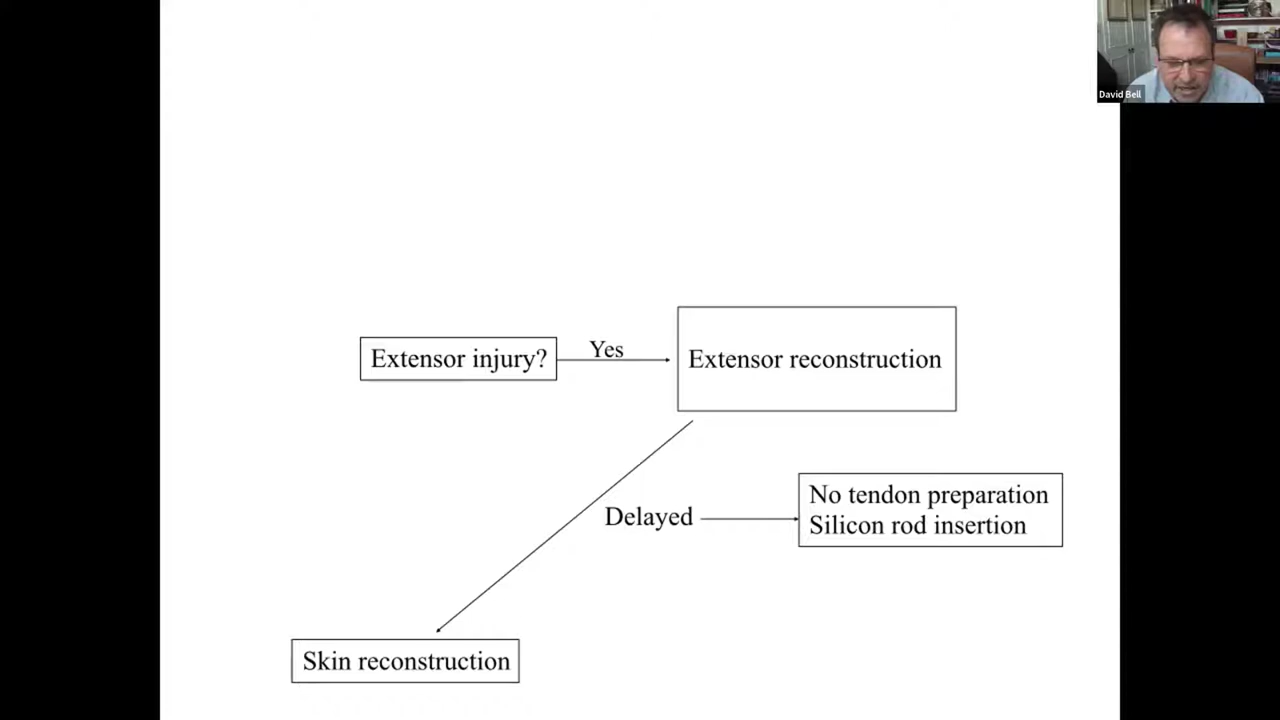 David Bell
Extensor injury?
Yes
Extensor reconstruction
Delayed
No tendon preparation
Silicon rod insertion
Skin reconstruction